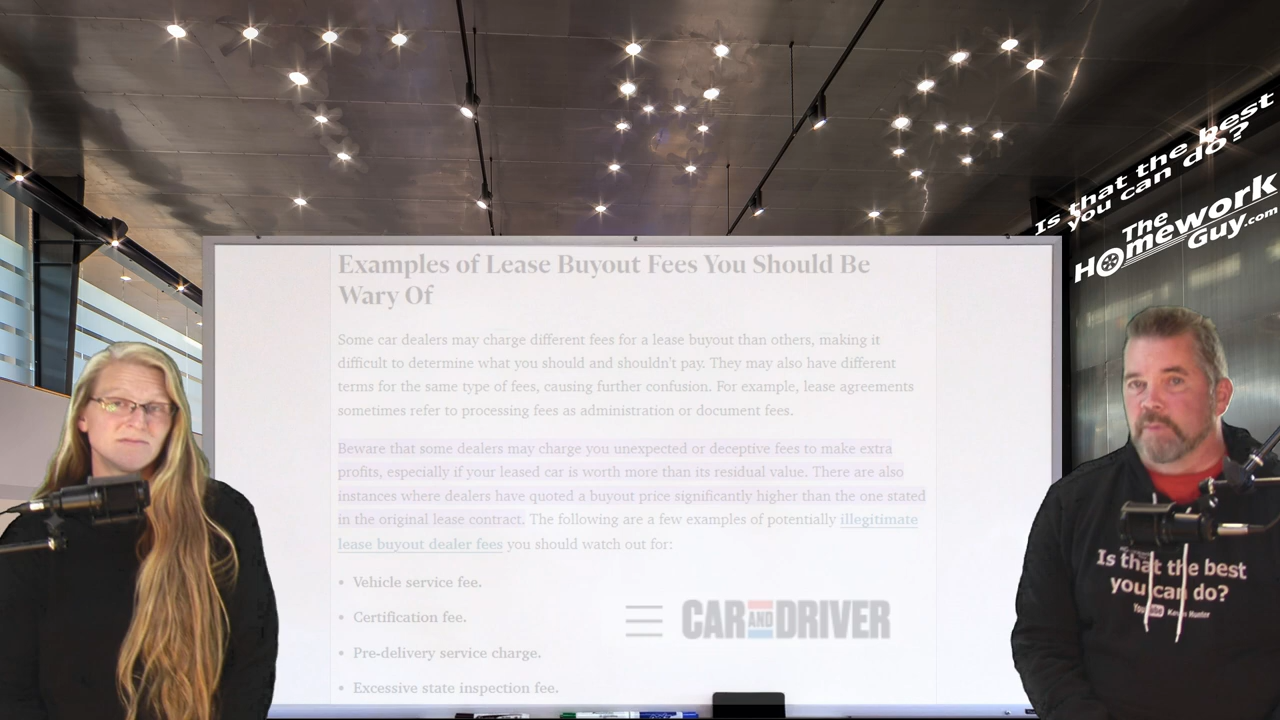 Is that the best
you can do?
The
Homework
Guy.com
Examples of Lease Buyout Fees You Should Be
Wary Of
Some car dealers may charge different fees for a lease buyout than others, making it
difficult to determine what you should and shouldn't pay. They may also have different
terms for the same type of fees, causing further confusion. For example, lease agreements
sometimes refer to processing fees as administration or document fees.
Beware that some dealers may charge you unexpected or deceptive fees to make extra
profits, especially if your leased car is worth more than its residual value. There are also
instances where dealers have quoted a buyout price significantly higher than the one stated
in the original lease contract. The following are a few examples of potentially illegitimate
lease buyout dealer fees you should watch out for:
• Vehicle service fee.
• Certification fee.
• Pre-delivery service charge.
• Excessive state inspection fee.
CAR AND DRIVER
Is that the best
you can do?
YouTube Kevin Hunter